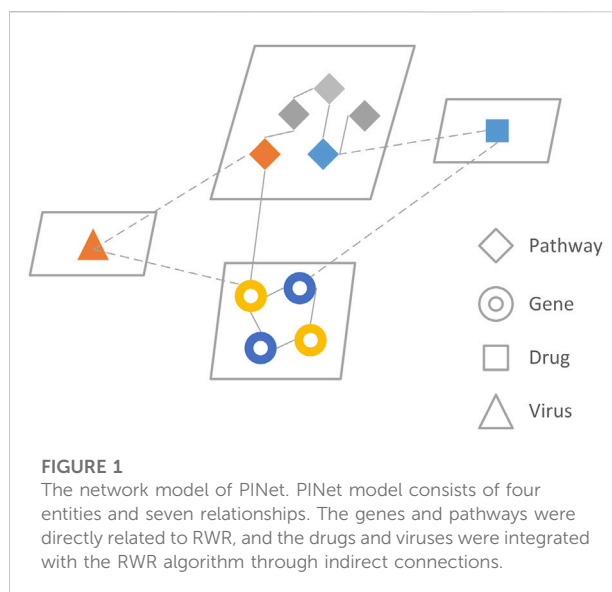 Pathway
Gene
Drug
Virus
FIGURE 1
The network model of PINet. PINet model consists of four
entities and seven relationships. The genes and pathways were
directly related to RWR, and the drugs and viruses were integrated
with the RWR algorithm through indirect connections.